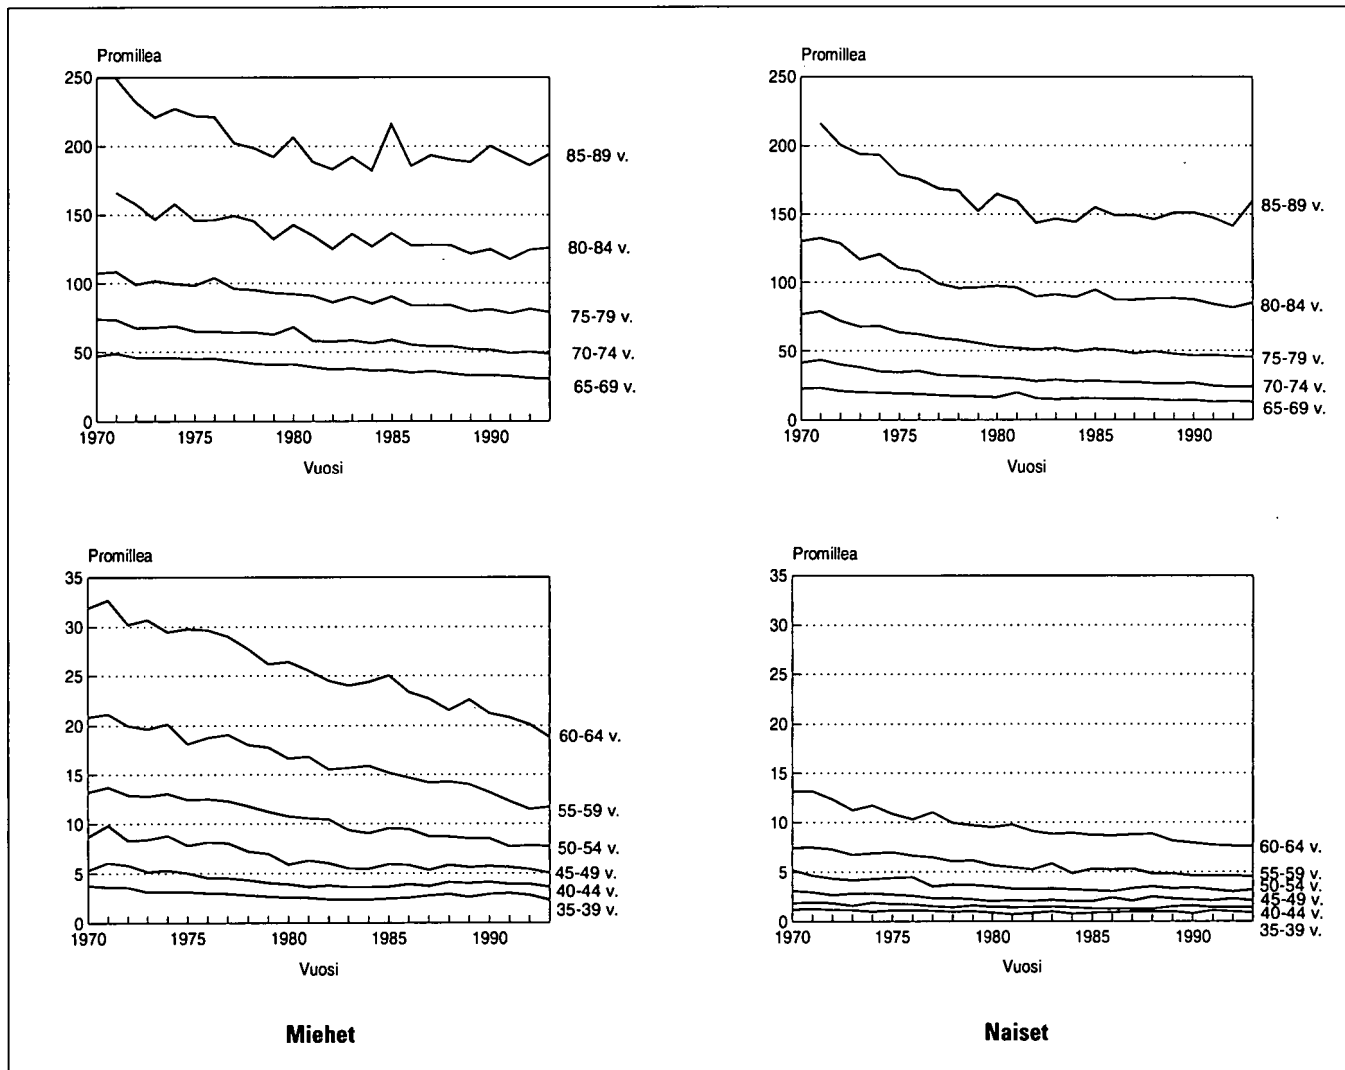 Promillea
250
200
150
100
50
0
85-89 v.
80-84 v.
75-79 v.
70-74 v.
65-69 v.
1970 1975 1980 1985 1990
Vuosi
Promillea
250
200
150
100
50
0
85-89 v.
80-84 v.
75-79 v.
70-74 v.
65-69 v.
1970 1975 1980 1985 1990
Vuosi
Promillea
35
30
25
20
15
10
5
0
60-64 v.
55-59 v.
50-54 v.
45-49 v.
40-44 v.
35-39 v.
1970 1975 1980 1985 1990
Vuosi
Miehet
Promillea
35
30
25
20
15
10
5
0
60-64 v.
55-59 v.
50-54 v.
45-49 v.
40-44 v.
35-39 v.
1970 1975 1980 1985 1990
Vuosi
Naiset